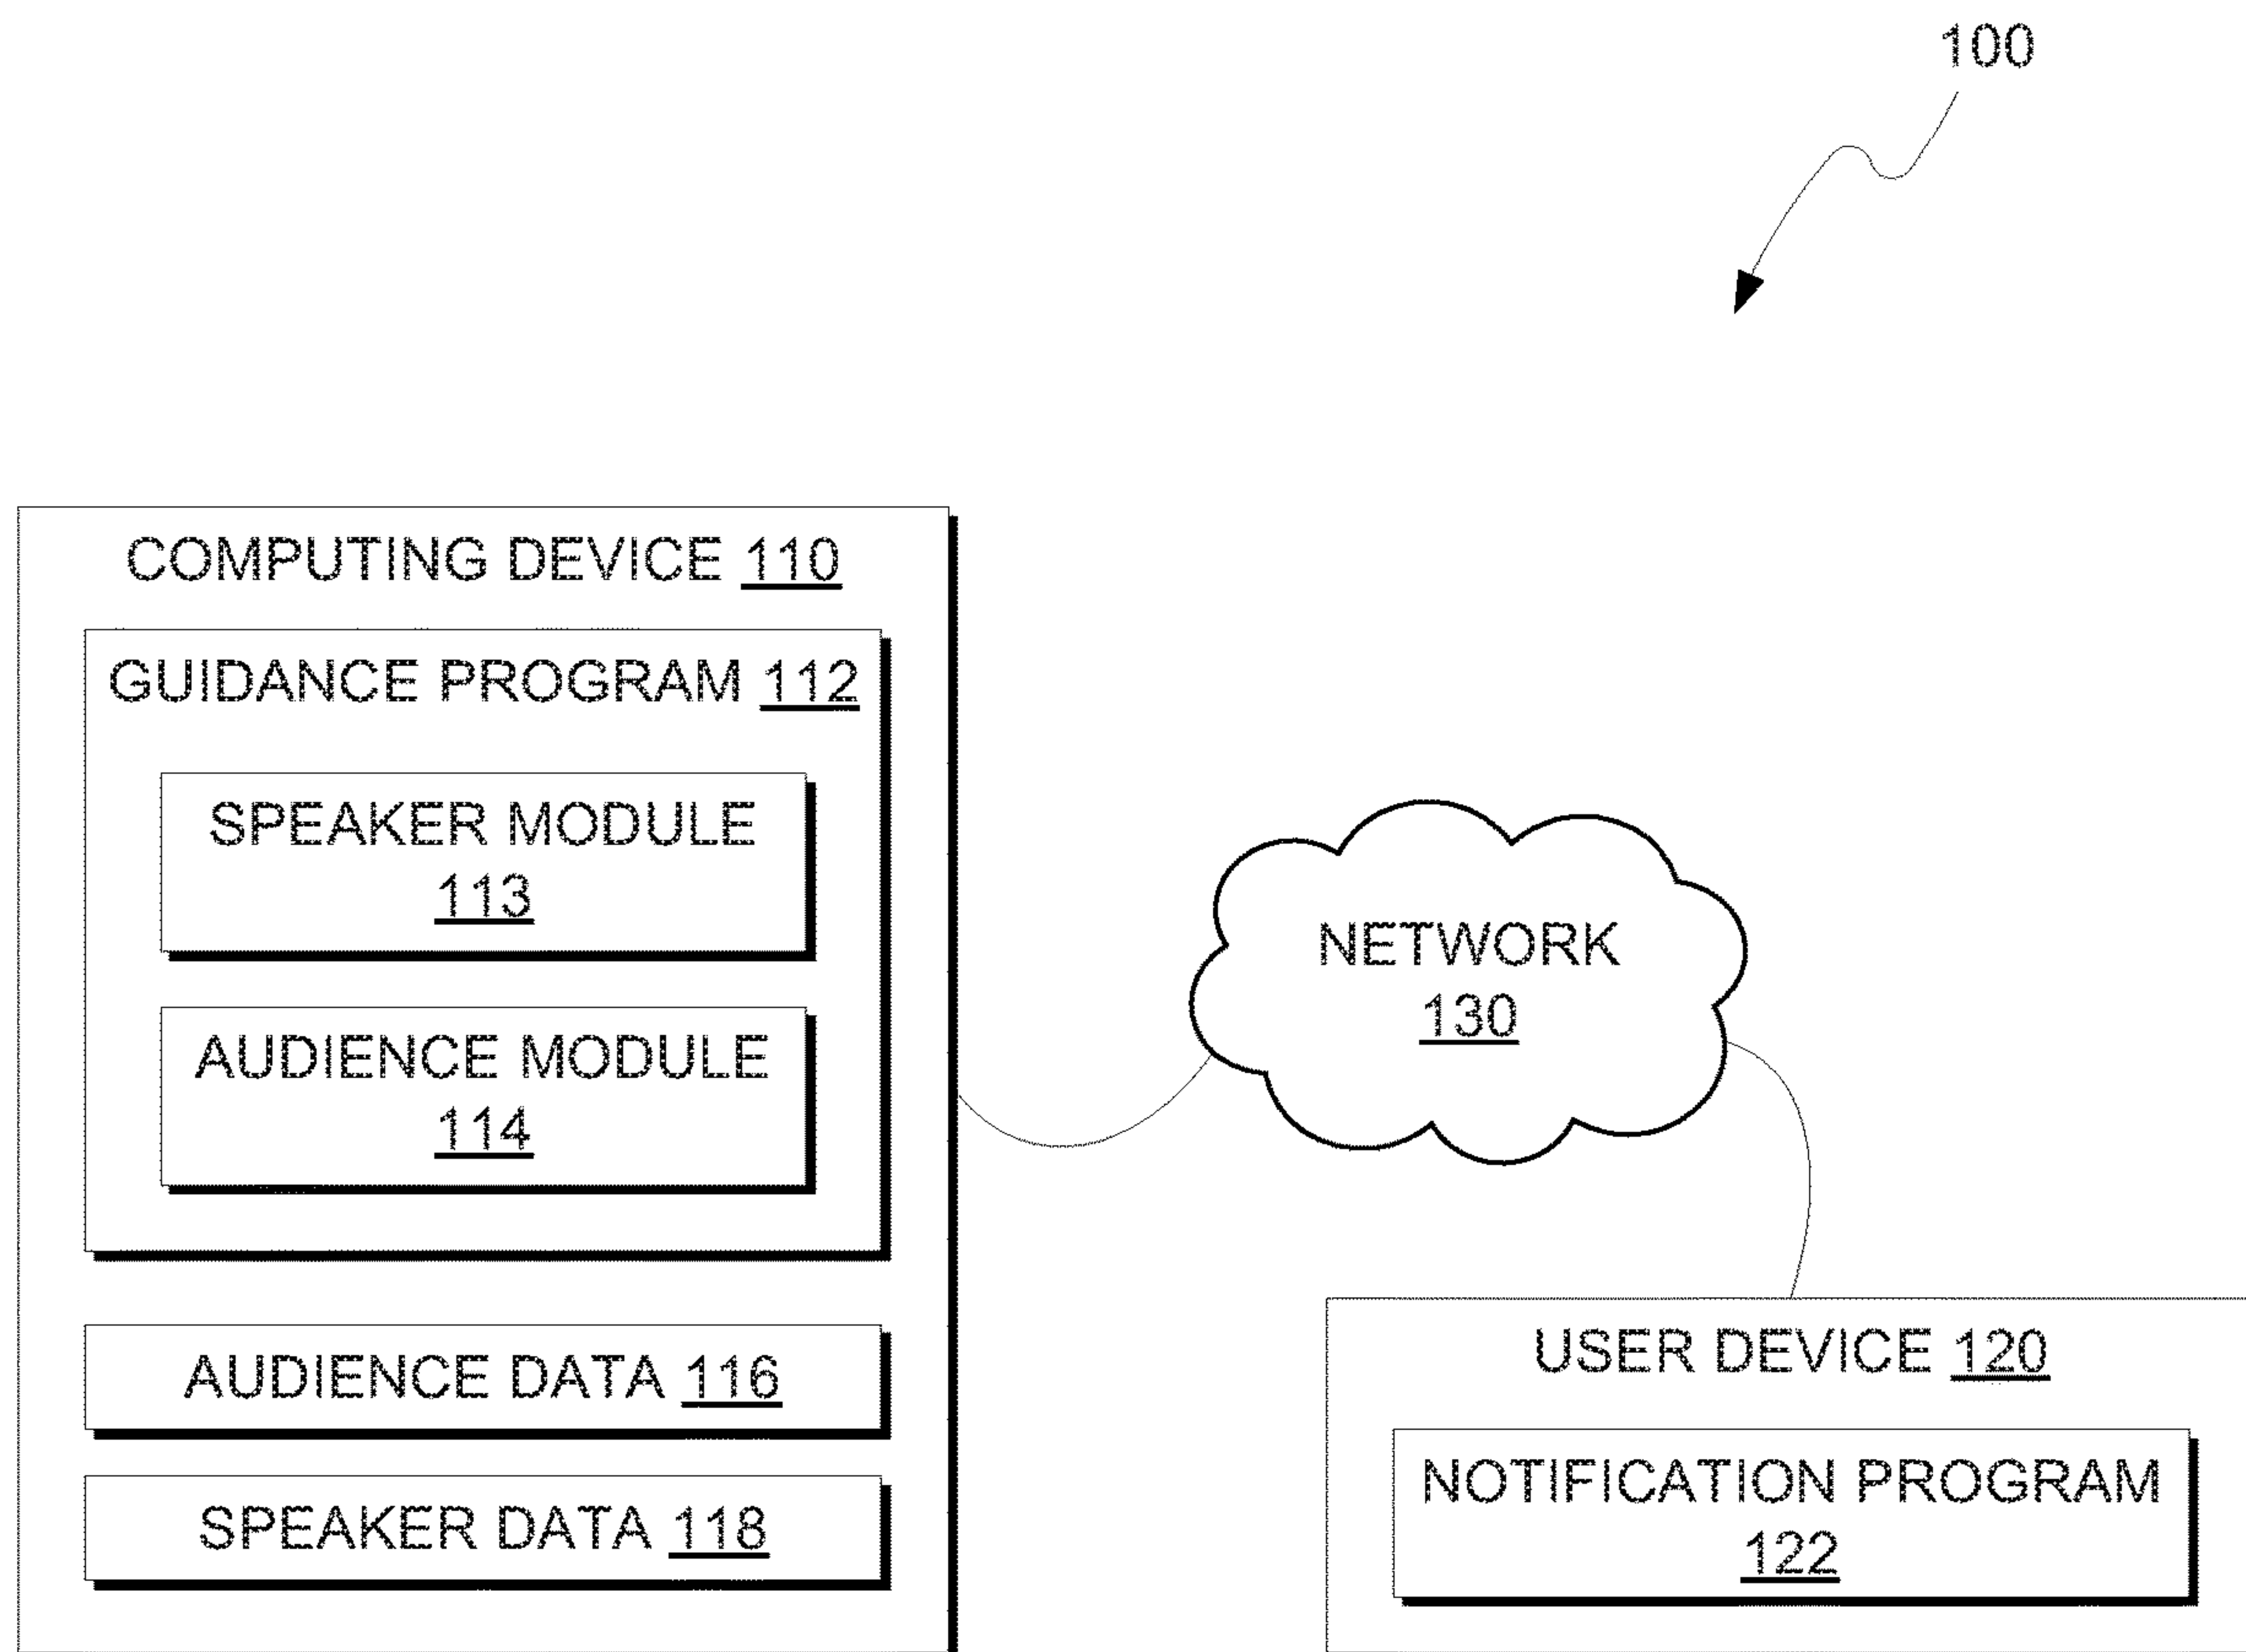 100
COMPUTING DEVICE 110
GUIDANCE PROGRAM 112
SPEAKER MODULE
113
AUDIENCE MODULE
114
AUDIENCE DATA 116
SPEAKER DATA 118
NETWORK
130
USER DEVICE 120
NOTIFICATION PROGRAM
122